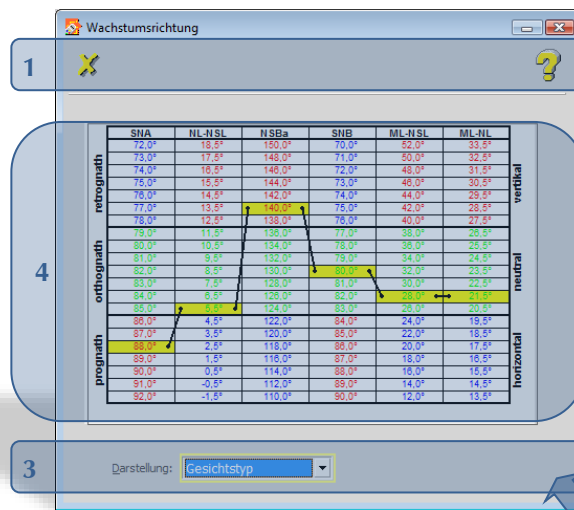 Wachstumsrichtung
1
SNA NL-NSL NSBa SNB ML-NSL ML-NL
retrognath
vertikal
72,0° 18,5° 150,0° 70,0° 52,0° 33,5°
73,0° 17,5° 148,0° 71,0° 50,0° 32,5°
74,0° 16,5° 146,0° 72,0° 48,0° 31,5°
75,0° 15,5° 144,0° 73,0° 46,0° 30,5°
76,0° 14,5° 142,0° 74,0° 44,0° 29,5°
77,0° 13,5° 140,0° 75,0° 42,0° 28,5°
78,0° 12,5° 138,0° 76,0° 40,0° 27,5°
4
orthognath
neutral
79,0° 11,5° 136,0° 77,0° 38,0° 26,5°
80,0° 10,5° 134,0° 78,0° 36,0° 25,5°
81,0° 9,5° 132,0° 79,0° 34,0° 24,5°
82,0° 8,5° 130,0° 80,0° 32,0° 23,5°
83,0° 7,5° 128,0° 81,0° 30,0° 22,5°
84,0° 6,5° 126,0° 82,0° 28,0° 21,5°
85,0° 5,5° 124,0° 83,0° 26,0° 20,5°
prognath
horizontal
86,0° 4,5° 122,0° 84,0° 24,0° 19,5°
87,0° 3,5° 120,0° 85,0° 22,0° 18,5°
88,0° 2,5° 118,0° 86,0° 20,0° 17,5°
89,0° 1,5° 116,0° 87,0° 18,0° 16,5°
90,0° 0,5° 114,0° 88,0° 16,0° 15,5°
91,0° -0,5° 112,0° 89,0° 14,0° 14,5°
92,0° -1,5° 110,0° 90,0° 12,0° 13,5°
3
Darstellung: Gesichtstyp